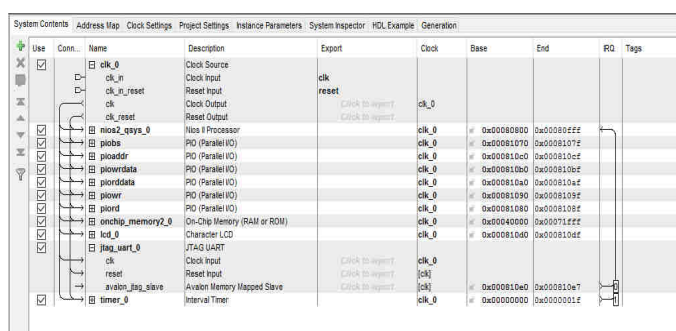 System Contents Address Map Clock Settings Project Settings Instance Parameters System Inspector HDL Example Generation
Use Conn... Name Description Export Clock Base End IRQ Tags
clk_0 Clock Source
clk_in Clock Input clk
clk_in_reset Reset Input reset
clk Clock Output Click to export clk_0
clk_reset Reset Output Click to export
nios2_qsys_0 Nios II Processor clk_0 0x00080800 0x00080fff
piobs PIO (Parallel I/O) clk_0 0x00081070 0x0008107f
pioaddr PIO (Parallel I/O) clk_0 0x000810c0 0x000810cf
piowrdata PIO (Parallel I/O) clk_0 0x000810b0 0x000810bf
piorddata PIO (Parallel I/O) clk_0 0x000810a0 0x000810af
piowr PIO (Parallel I/O) clk_0 0x00081090 0x0008109f
piord PIO (Parallel I/O) clk_0 0x00081080 0x0008108f
onchip_memory2_0 On-Chip Memory (RAM or ROM) clk_0 0x00040000 0x00071fff
lcd_0 Character LCD clk_0 0x000810d0 0x000810df
jtag_uart_0 JTAG UART
clk Clock Input Click to export clk_0
reset Reset Input Click to export [clk]
avalon_jtag_slave Avalon Memory Mapped Slave Click to export [clk] 0x000810e0 0x000810e7
timer_0 Interval Timer clk_0 0x00000000 0x0000001f